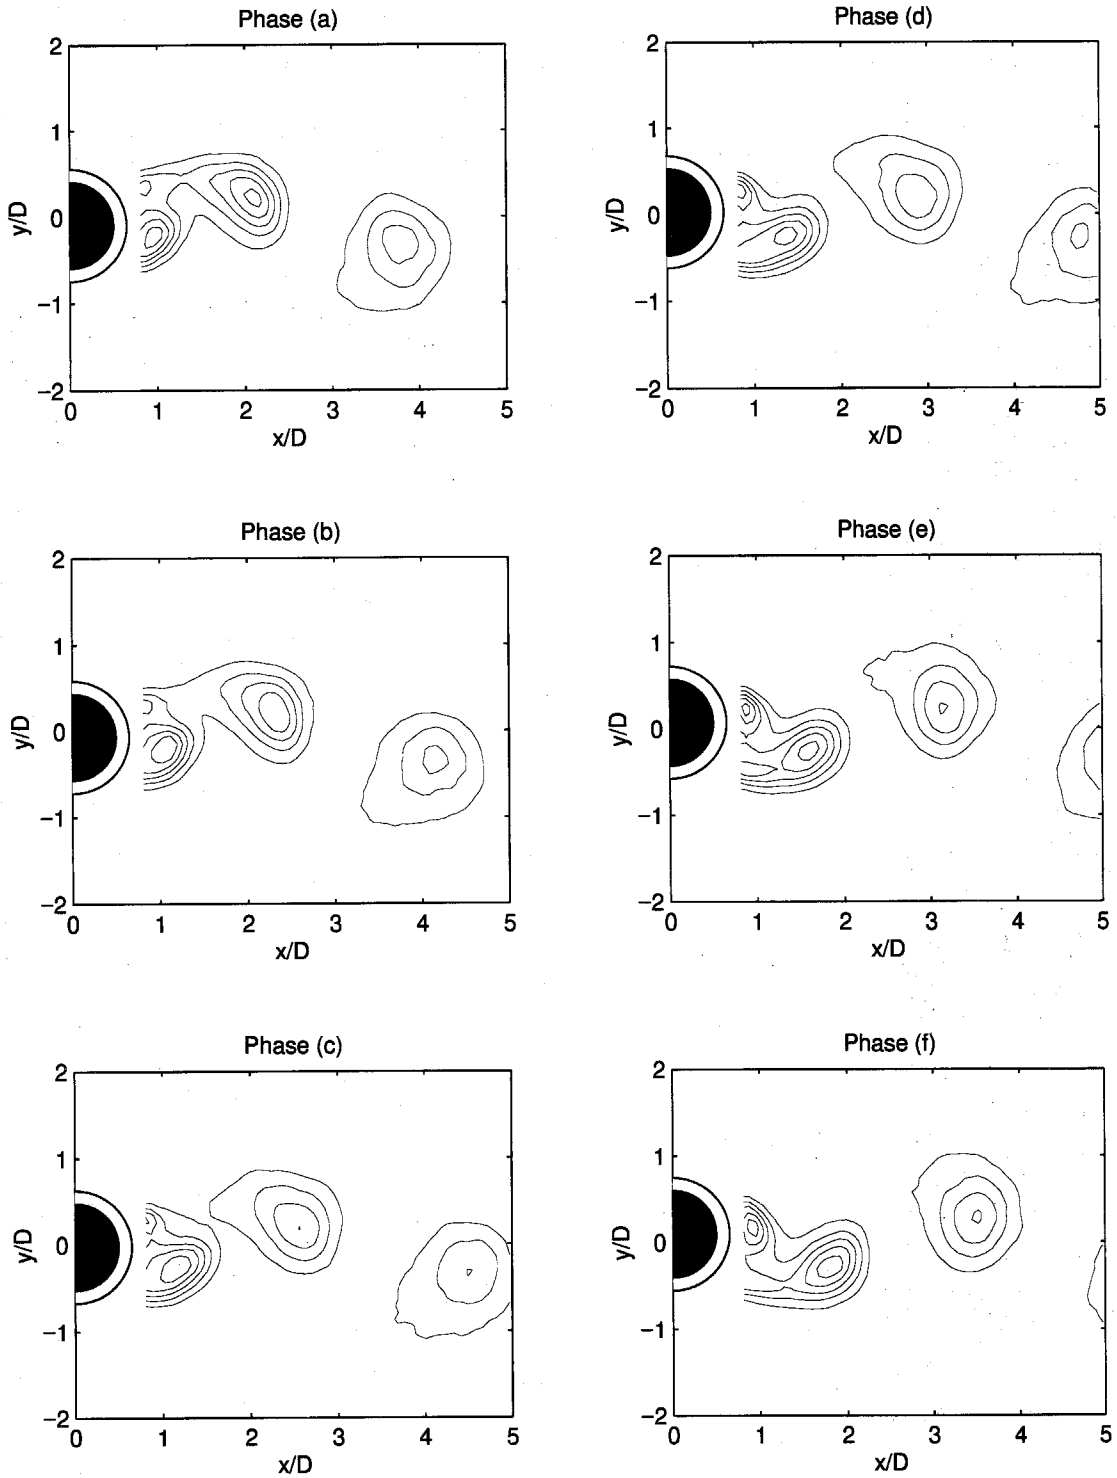 Phase (a)
2
1
0
−1
−2
y/D
0 1 2 3 4 5
x/D
Phase (d)
2
1
0
−1
−2
y/D
0 1 2 3 4 5
x/D
Phase (b)
2
1
0
−1
−2
y/D
0 1 2 3 4 5
x/D
Phase (e)
2
1
0
−1
−2
y/D
0 1 2 3 4 5
x/D
Phase (c)
2
1
0
−1
−2
y/D
0 1 2 3 4 5
x/D
Phase (f)
2
1
0
−1
−2
y/D
0 1 2 3 4 5
x/D